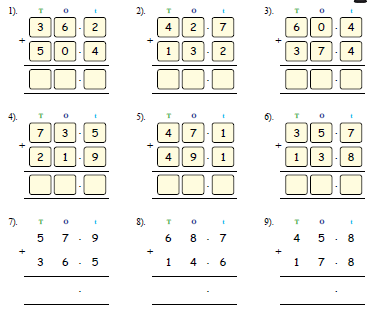 1). T O t 2). T O t 3). T O t
3 6 . 2 4 2 . 7 6 0 . 4
+ 5 0 . 4 + 1 3 . 2 + 3 7 . 4
. . .
4). T O t 5). T O t 6). T O t
7 3 . 5 4 7 . 1 3 5 . 7
+ 2 1 . 9 + 4 9 . 1 + 1 3 . 8
. . .
7). T O t 8). T O t 9). T O t
5 7 . 9 6 8 . 7 4 5 . 8
+ 3 6 . 5 + 1 4 . 6 + 1 7 . 8
. . .